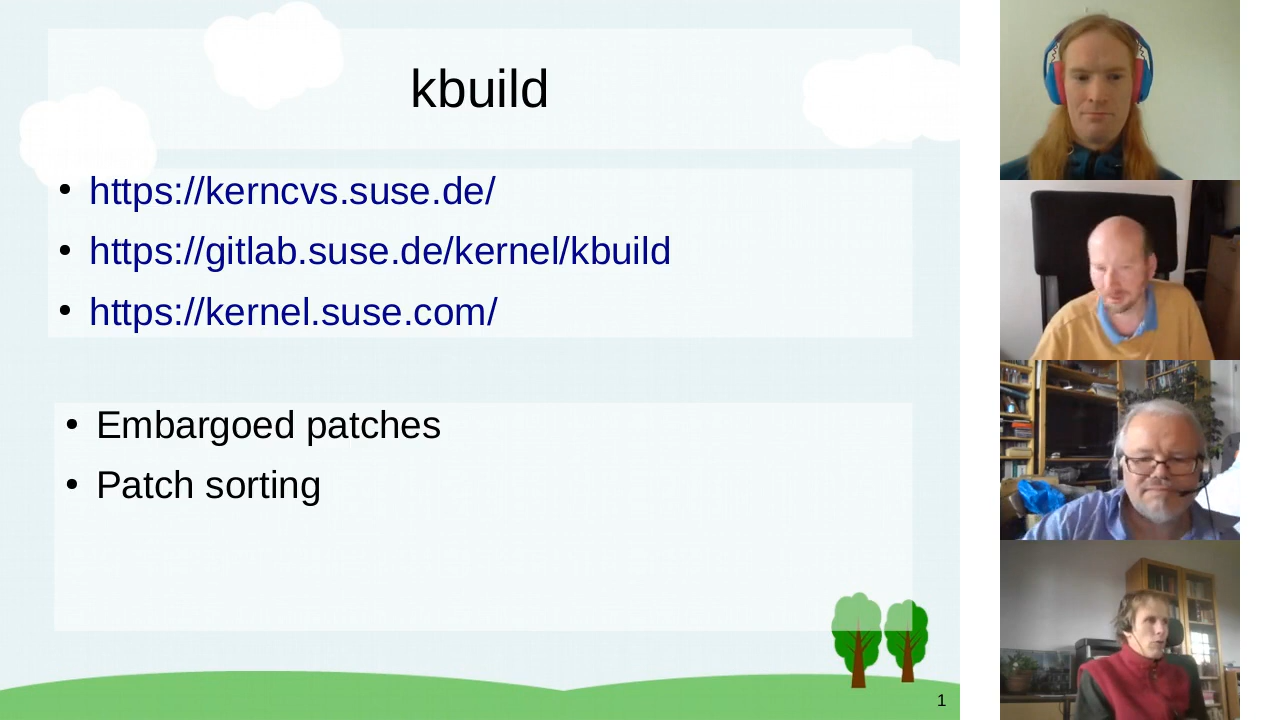 kbuild
• https://kerncvs.suse.de/
• https://gitlab.suse.de/kernel/kbuild
• https://kernel.suse.com/
• Embargoed patches
• Patch sorting
1